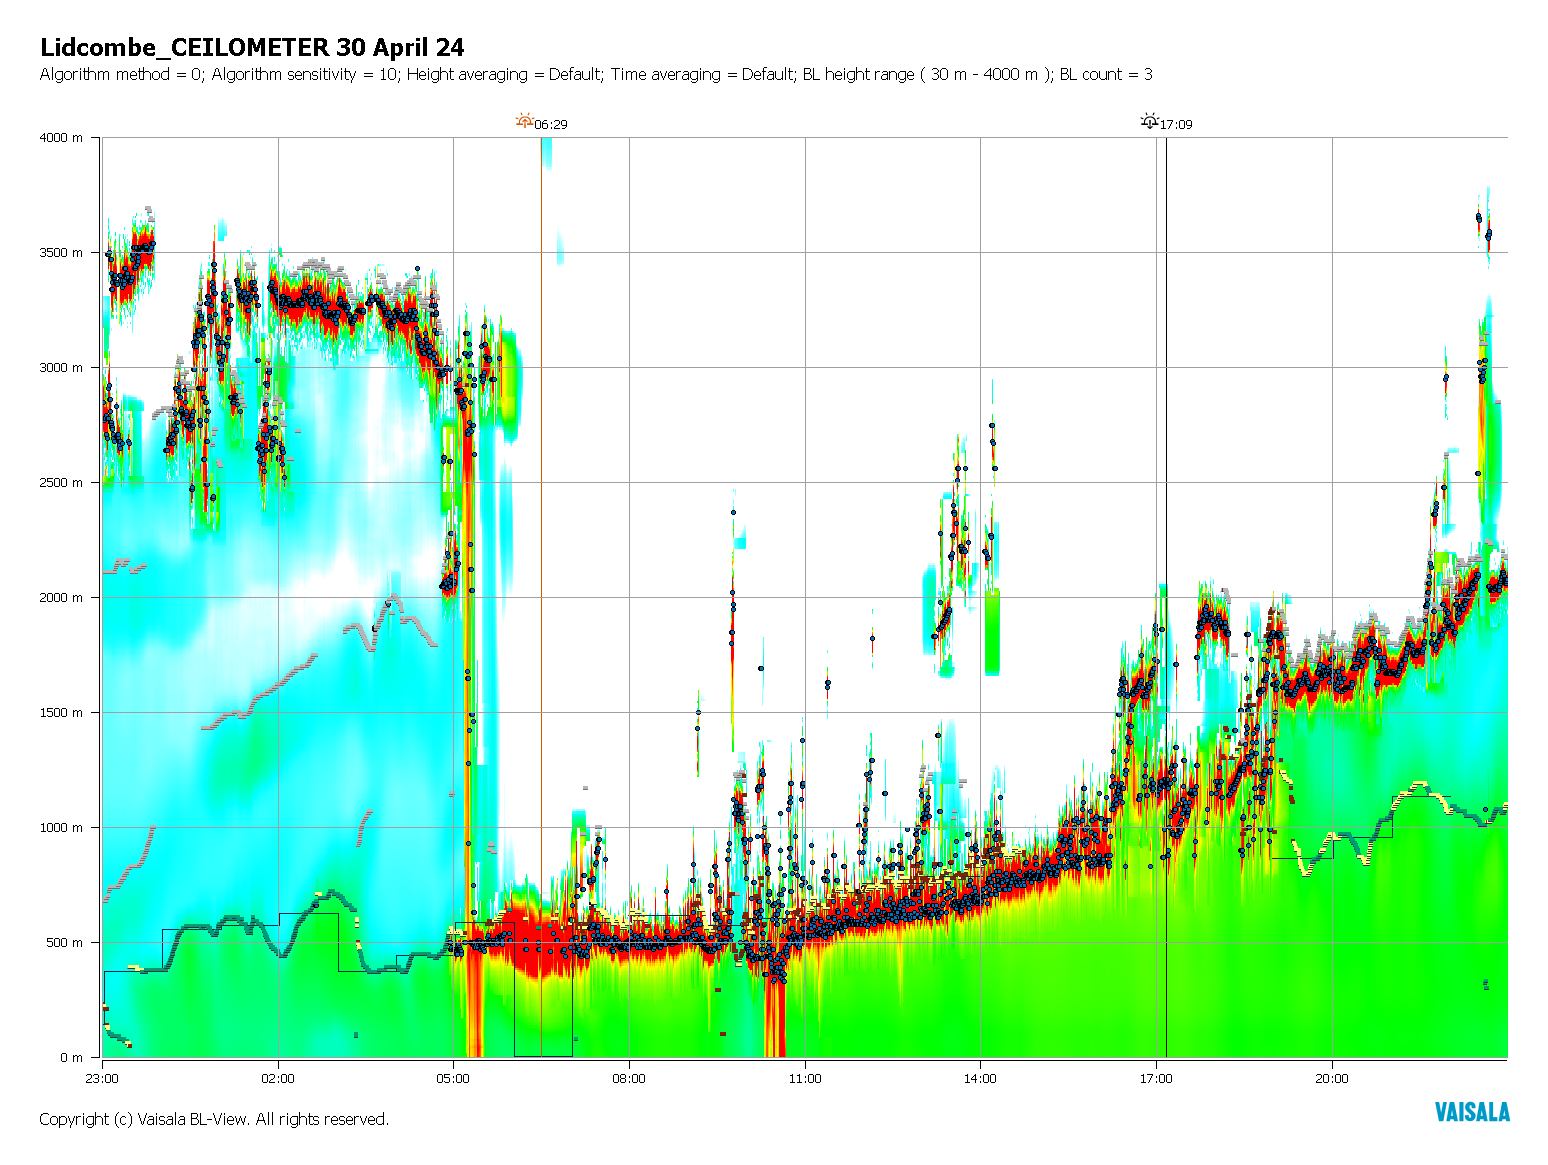 Lidcombe_CEILOMETER 30 April 24
Algorithm method = 0; Algorithm sensitivity = 10; Height averaging = Default; Time averaging = Default; BL height range ( 30 m - 4000 m ); BL count = 3
06:29
17:09
4000 m
3500 m
3000 m
2500 m
2000 m
1500 m
1000 m
500 m
0 m
23:00
02:00
05:00
08:00
11:00
14:00
17:00
20:00
Copyright (c) Vaisala BL-View. All rights reserved.
VAISALA